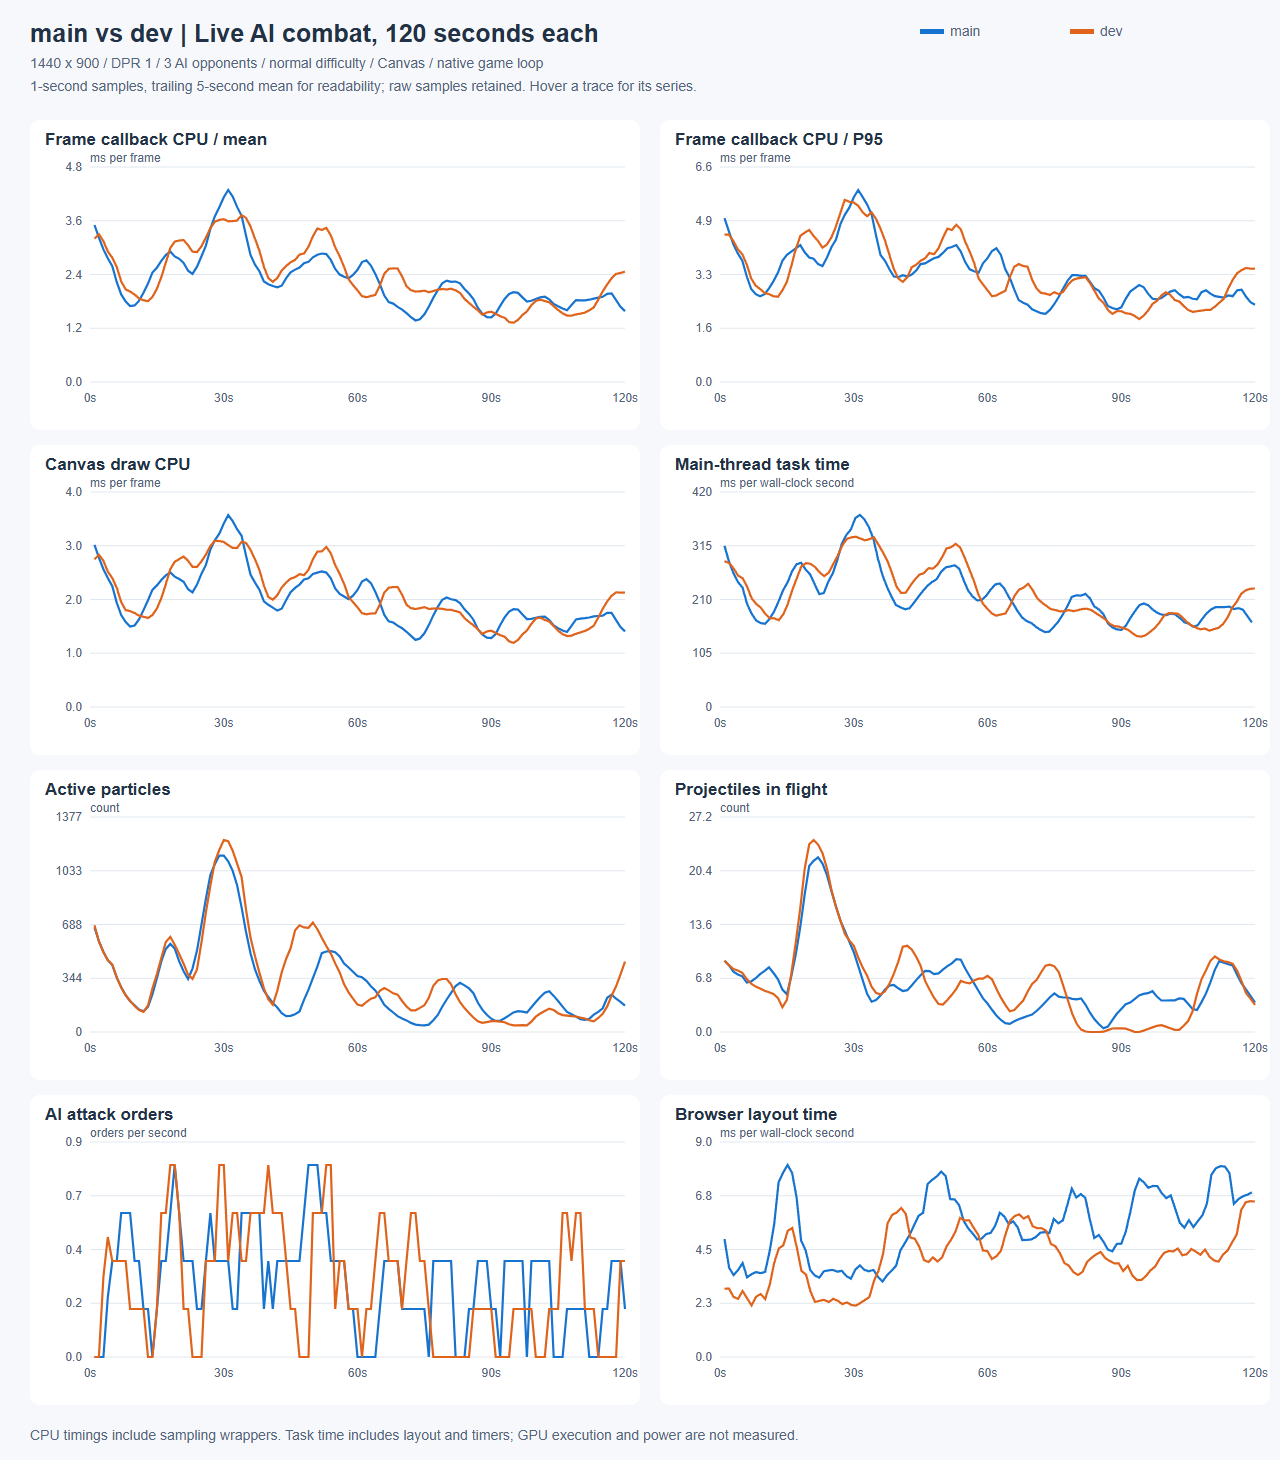 main vs dev | Live AI combat, 120 seconds each
main
dev
1440 x 900 / DPR 1 / 3 AI opponents / normal difficulty / Canvas / native game loop
1-second samples, trailing 5-second mean for readability; raw samples retained. Hover a trace for its series.
Frame callback CPU / mean
ms per frame
4.8
3.6
2.4
1.2
0.0
0s 30s 60s 90s 120s
Frame callback CPU / P95
ms per frame
6.6
4.9
3.3
1.6
0.0
0s 30s 60s 90s 120s
Canvas draw CPU
ms per frame
4.0
3.0
2.0
1.0
0.0
0s 30s 60s 90s 120s
Main-thread task time
ms per wall-clock second
420
315
210
105
0
0s 30s 60s 90s 120s
Active particles
count
1377
1033
688
344
0
0s 30s 60s 90s 120s
Projectiles in flight
count
27.2
20.4
13.6
6.8
0.0
0s 30s 60s 90s 120s
AI attack orders
orders per second
0.9
0.7
0.4
0.2
0.0
0s 30s 60s 90s 120s
Browser layout time
ms per wall-clock second
9.0
6.8
4.5
2.3
0.0
0s 30s 60s 90s 120s
CPU timings include sampling wrappers. Task time includes layout and timers; GPU execution and power are not measured.